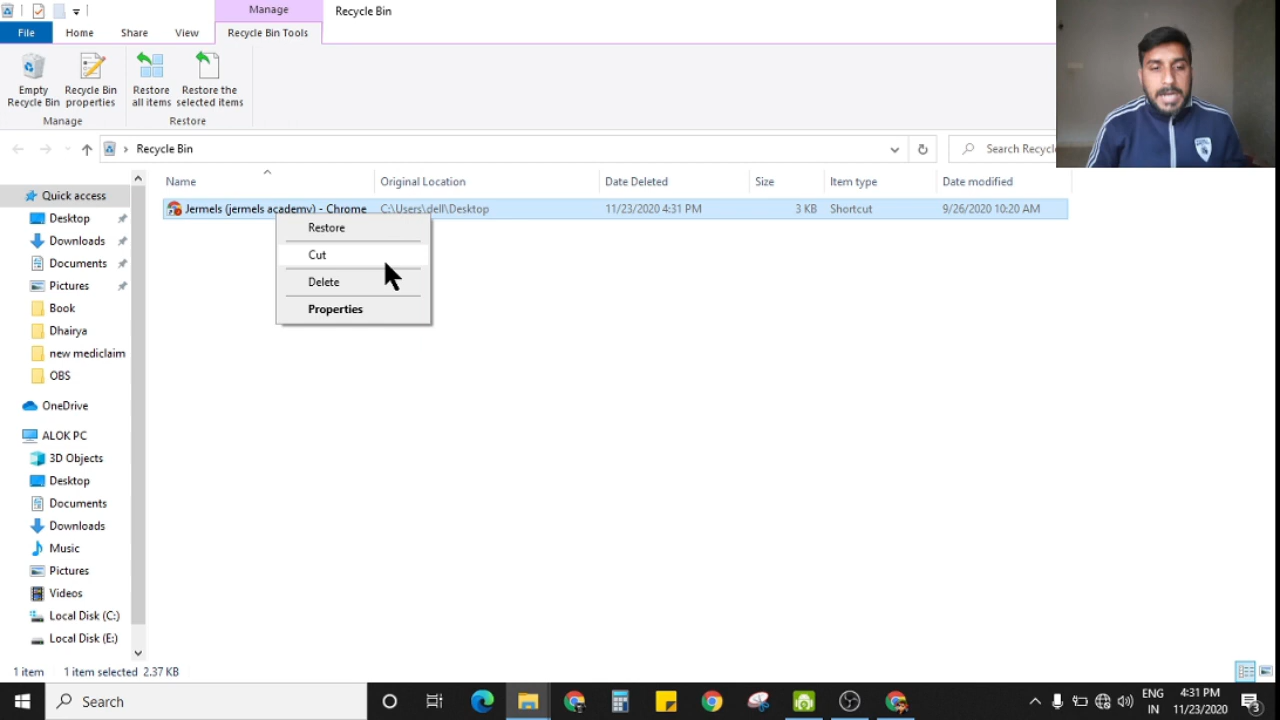 Manage
Recycle Bin
File
Home
Share
View
Recycle Bin Tools
Empty
Recycle Bin
Recycle Bin
properties
Restore
all items
Restore the
selected items
Manage
Restore
Recycle Bin
Search Recycl
Name
Original Location
Date Deleted
Size
Item type
Date modified
Jermels (jermels academy) - Chrome
C:\Users\dell\Desktop
11/23/2020 4:31 PM
3 KB
Shortcut
9/26/2020 10:20 AM
Restore
Cut
Delete
Properties
Quick access
Desktop
Downloads
Documents
Pictures
Book
Dhairya
new mediclaim
OBS
OneDrive
ALOK PC
3D Objects
Desktop
Documents
Downloads
Music
Pictures
Videos
Local Disk (C:)
Local Disk (E:)
1 item
1 item selected 2.37 KB
Search
ENG
IN
4:31 PM
11/23/2020
3